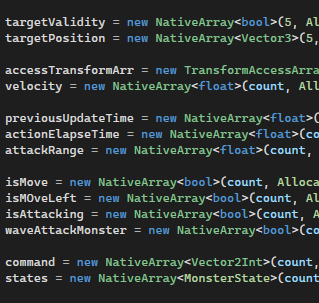 targetValidity = new NativeArray<bool>(5, Al
targetPosition = new NativeArray<Vector3>(5,
accessTransformArr = new TransformAccessArra
velocity = new NativeArray<float>(count, All
previousUpdateTime = new NativeArray<float>(
actionElapseTime = new NativeArray<float>(co
attackRange = new NativeArray<float>(count,
isMove = new NativeArray<bool>(count, Alloca
isMOveLeft = new NativeArray<bool>(count, Al
isAttacking = new NativeArray<bool>(count, A
waveAttackMonster = new NativeArray<bool>(co
command = new NativeArray<Vector2Int>(count,
states = new NativeArray<MonsterState>(count